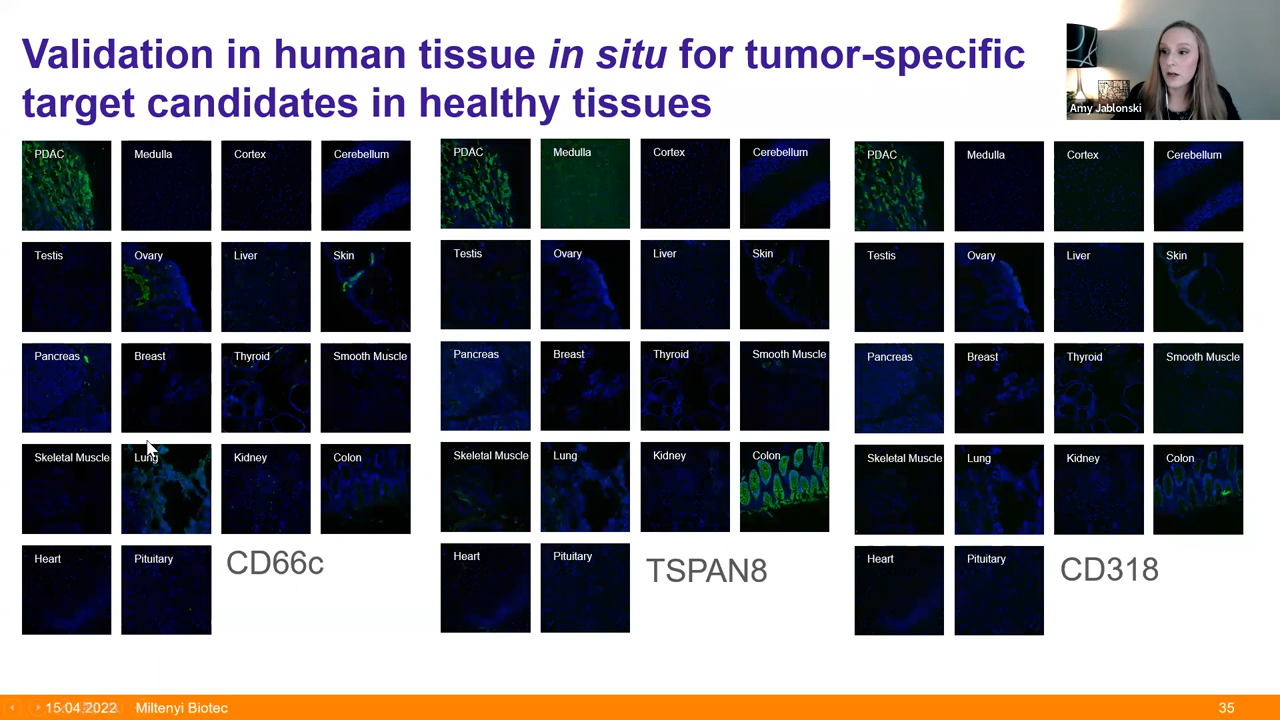 Validation in human tissue in situ for tumor-specific
target candidates in healthy tissues
Amy Jablonski
PDAC Medulla Cortex Cerebellum
Testis Ovary Liver Skin
Pancreas Breast Thyroid Smooth Muscle
Skeletal Muscle Lung Kidney Colon
Heart Pituitary
CD66c
PDAC Medulla Cortex Cerebellum
Testis Ovary Liver Skin
Pancreas Breast Thyroid Smooth Muscle
Skeletal Muscle Lung Kidney Colon
Heart Pituitary
TSPAN8
PDAC Medulla Cortex Cerebellum
Testis Ovary Liver Skin
Pancreas Breast Thyroid Smooth Muscle
Skeletal Muscle Lung Kidney Colon
Heart Pituitary
CD318
15.04.2022 Miltenyi Biotec 35